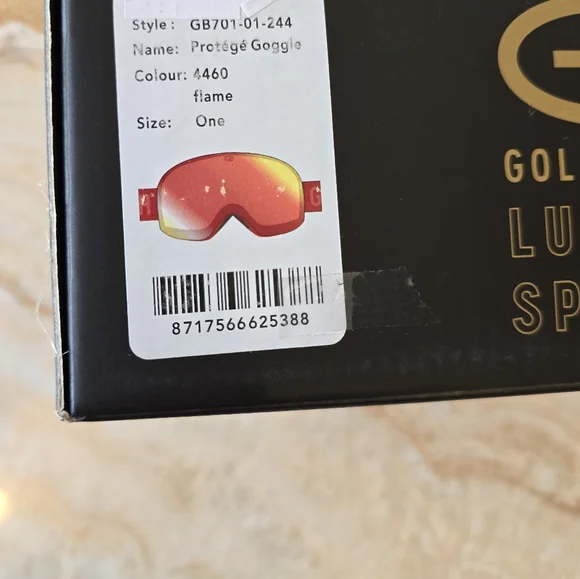 Style: GB701-01-244
Name: Protégé Goggle
Colour: 4460
flame
Size: One
8717566625388
GOL
LU
SP